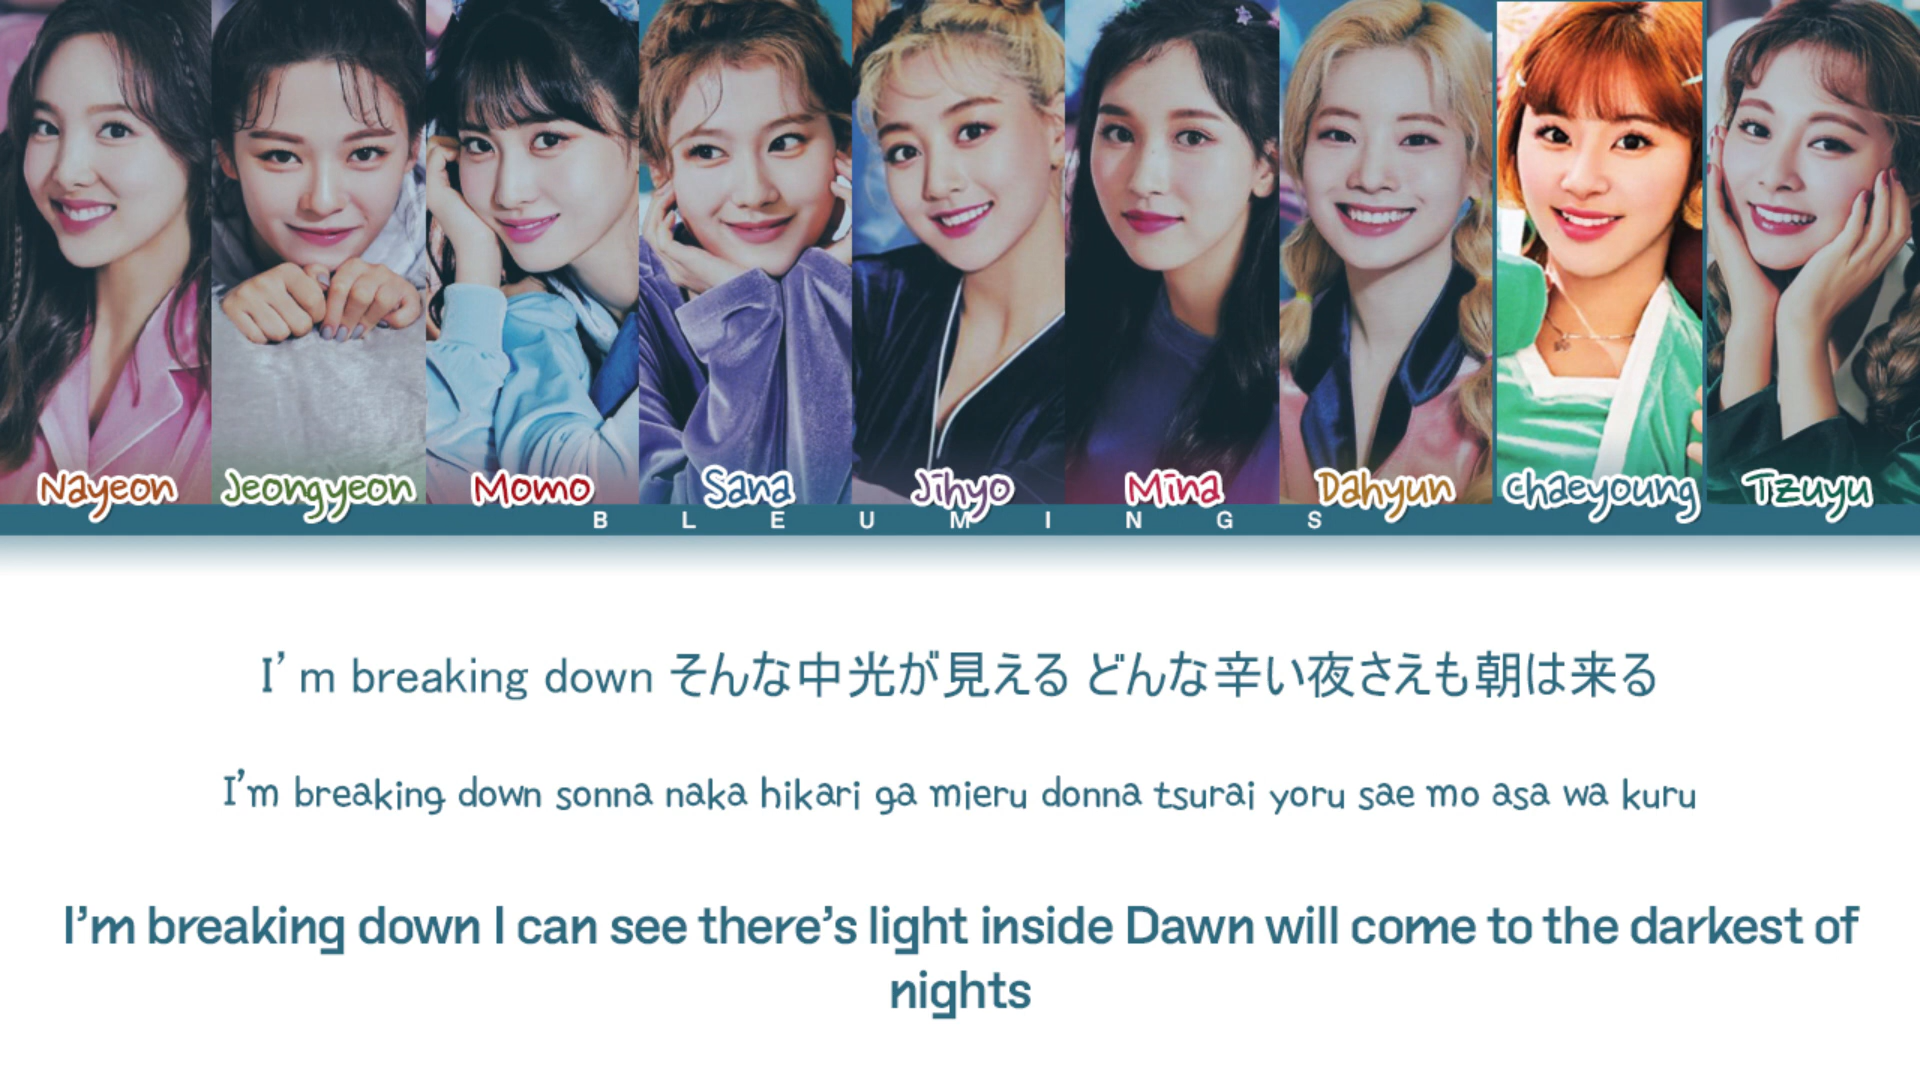 Nayeon Jeongyeon Momo Sana Jihyo Mina Dahyun Chaeyoung Tzuyu
BLEUMINGS
I'm breaking down そんな中光が見える どんな辛い夜さえも朝は来る
I'm breaking down sonna naka hikari ga mieru donna tsurai yoru sae mo asa wa kuru
I'm breaking down I can see there's light inside Dawn will come to the darkest of
nights